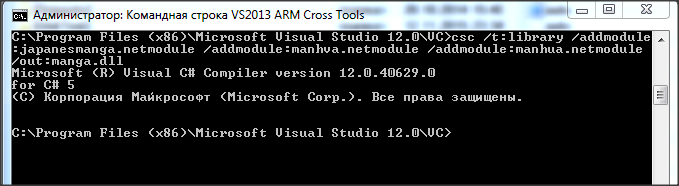 Администратор: Командная строка VS2013 ARM Cross Tools
C:\Program Files (x86)\Microsoft Visual Studio 12.0\VC>csc /t:library /addmodule
:japanesmanga.netmodule /addmodule:manhva.netmodule /addmodule:manhua.netmodule
/out:manga.dll
Microsoft (R) Visual C# Compiler version 12.0.40629.0
for C# 5
(C) Корпорация Майкрософт (Microsoft Corp.). Все права защищены.
C:\Program Files (x86)\Microsoft Visual Studio 12.0\VC>